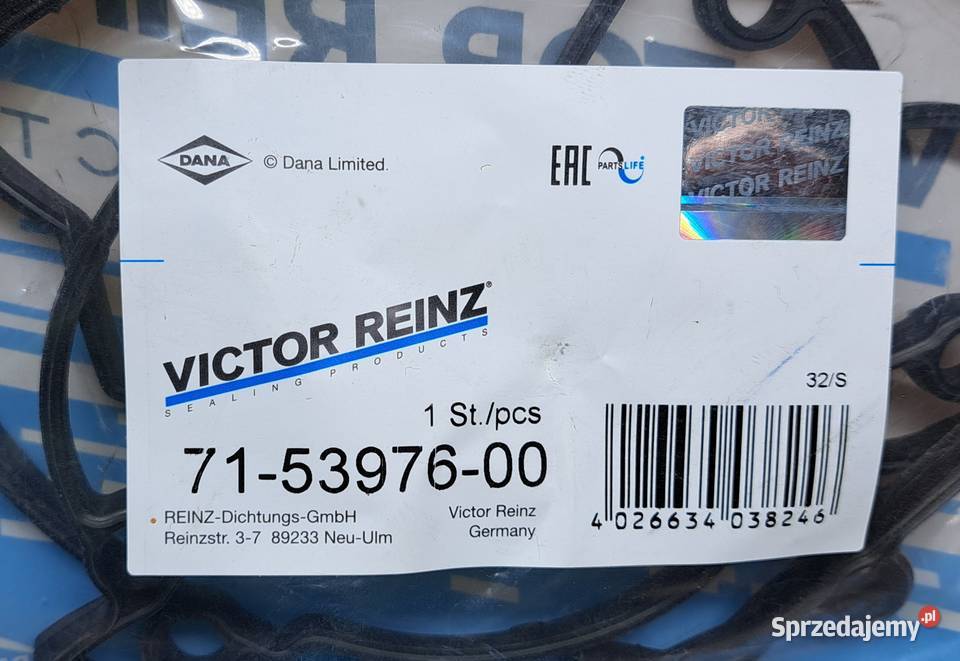 DANA
© Dana Limited.
EAC
PARTSLIFE
VICTOR REINZ
VICTOR REINZ
VICTOR REINZ
VICTOR REINZ®
SEALING PRODUCTS
32/S
1 St./pcs
71-53976-00
REINZ-Dichtungs-GmbH
Reinzstr. 3-7 89233 Neu-Ulm
Victor Reinz
Germany
4 026634 038246
Sprzedajemy.pl